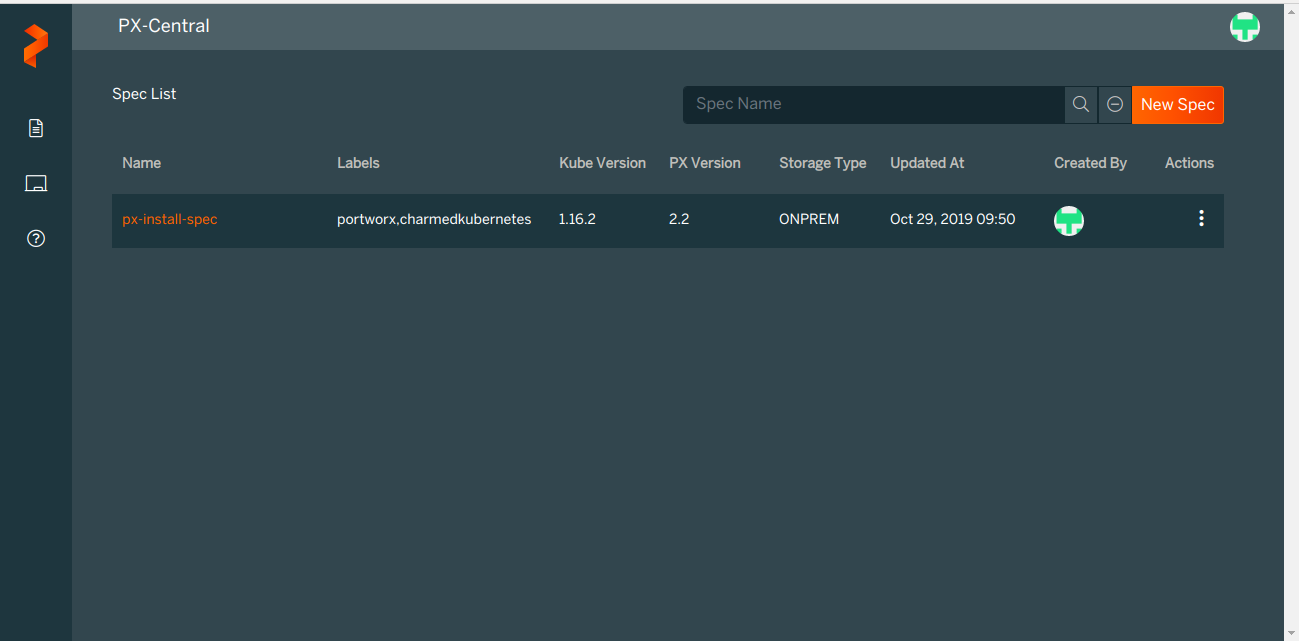 PX-Central
Spec List
Spec Name
New Spec
Name Labels Kube Version PX Version Storage Type Updated At Created By Actions
px-install-spec portworx,charmedkubernetes 1.16.2 2.2 ONPREM Oct 29, 2019 09:50